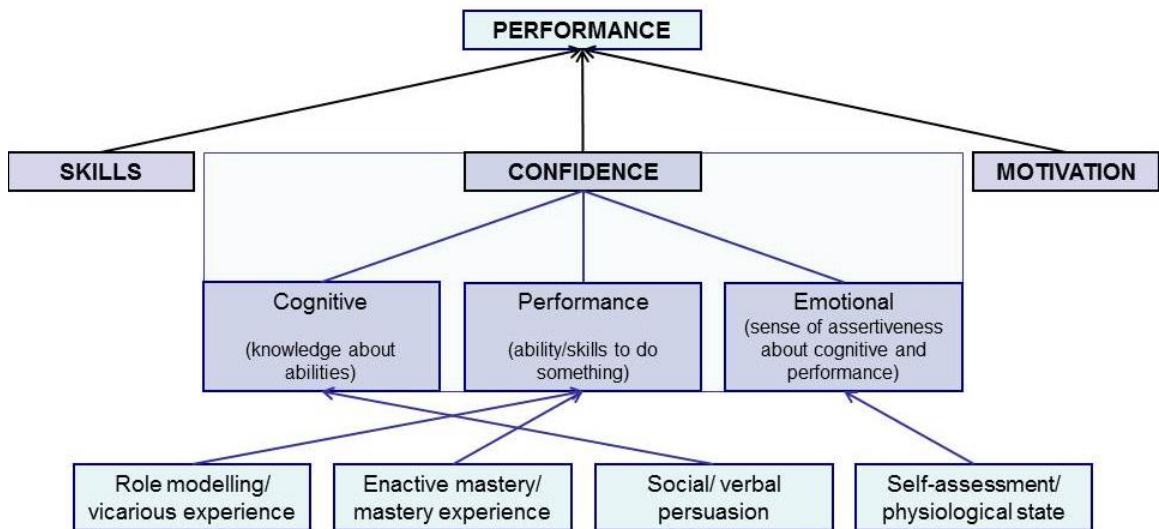 PERFORMANCE
SKILLS
CONFIDENCE
MOTIVATION
Cognitive
(knowledge about
abilities)
Performance
(ability/skills to do
something)
Emotional
(sense of assertiveness
about cognitive and
performance)
Role modelling/
vicarious experience
Enactive mastery/
mastery experience
Social/ verbal
persuasion
Self-assessment/
physiological state